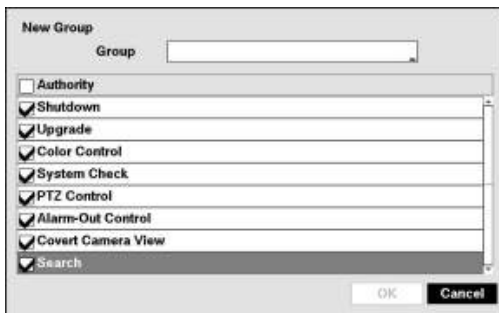 New Group
Group
Authority
Shutdown
Upgrade
Color Control
System Check
PTZ Control
Alarm-Out Control
Covert Camera View
Search
OK Cancel